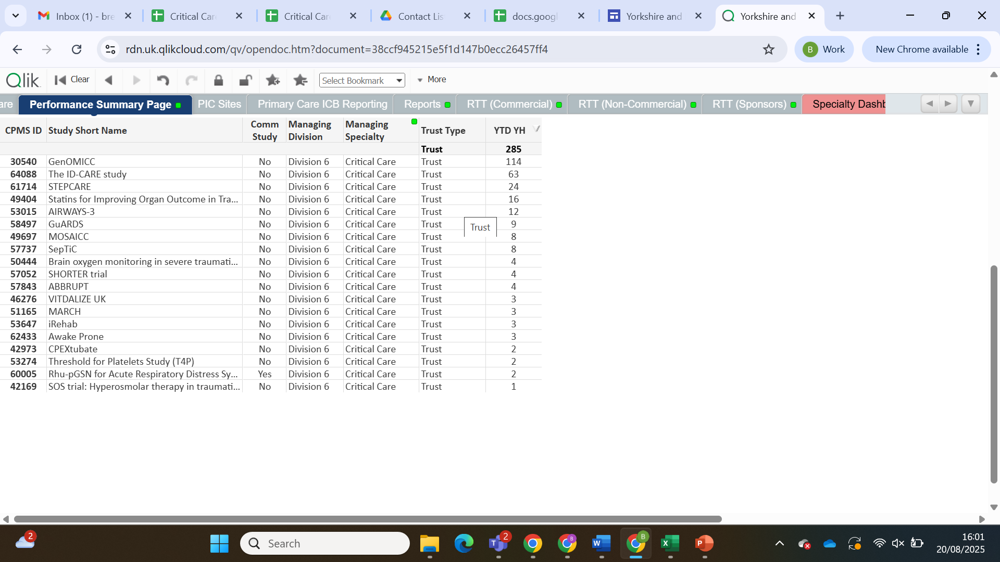 Inbox (1) - bre
Critical Car
Critical Car
Contact Lis
docs.googl
Yorkshire and
Yorkshire and
rdn.uk.qlikcloud.com/qv/opendoc.htm?document=38ccf945215e5f1d147b0ecc26457ff4
B Work
New Chrome available
Qlik Clear Select Bookmark More
are Performance Summary Page PIC Sites Primary Care ICB Reporting Reports RTT (Commercial) RTT (Non-Commercial) RTT (Sponsors) Specialty Dashb
CPMS ID Study Short Name Comm Study Managing Division Managing Specialty Trust Type YTD YH
Trust 285
30540 GenOMICC No Division 6 Critical Care Trust 114
64088 The ID-CARE study No Division 6 Critical Care Trust 63
61714 STEPCARE No Division 6 Critical Care Trust 24
49404 Statins for Improving Organ Outcome in Tra... No Division 6 Critical Care Trust 16
53015 AIRWAYS-3 No Division 6 Critical Care Trust 12
58497 GuARDS No Division 6 Critical Care Trust 9
Trust
49697 MOSAICC No Division 6 Critical Care Trust 8
57737 SepTiC No Division 6 Critical Care Trust 8
50444 Brain oxygen monitoring in severe traumati... No Division 6 Critical Care Trust 4
57052 SHORTER trial No Division 6 Critical Care Trust 4
57843 ABBRUPT No Division 6 Critical Care Trust 4
46276 VITDALIZE UK No Division 6 Critical Care Trust 3
51165 MARCH No Division 6 Critical Care Trust 3
53647 iRehab No Division 6 Critical Care Trust 3
62433 Awake Prone No Division 6 Critical Care Trust 3
42973 CPEXtubate No Division 6 Critical Care Trust 2
53274 Threshold for Platelets Study (T4P) No Division 6 Critical Care Trust 2
60005 Rhu-pGSN for Acute Respiratory Distress Sy... Yes Division 6 Critical Care Trust 2
42169 SOS trial: Hyperosmolar therapy in traumati... No Division 6 Critical Care Trust 1
2
Search
2
B
B
16:01
20/08/2025